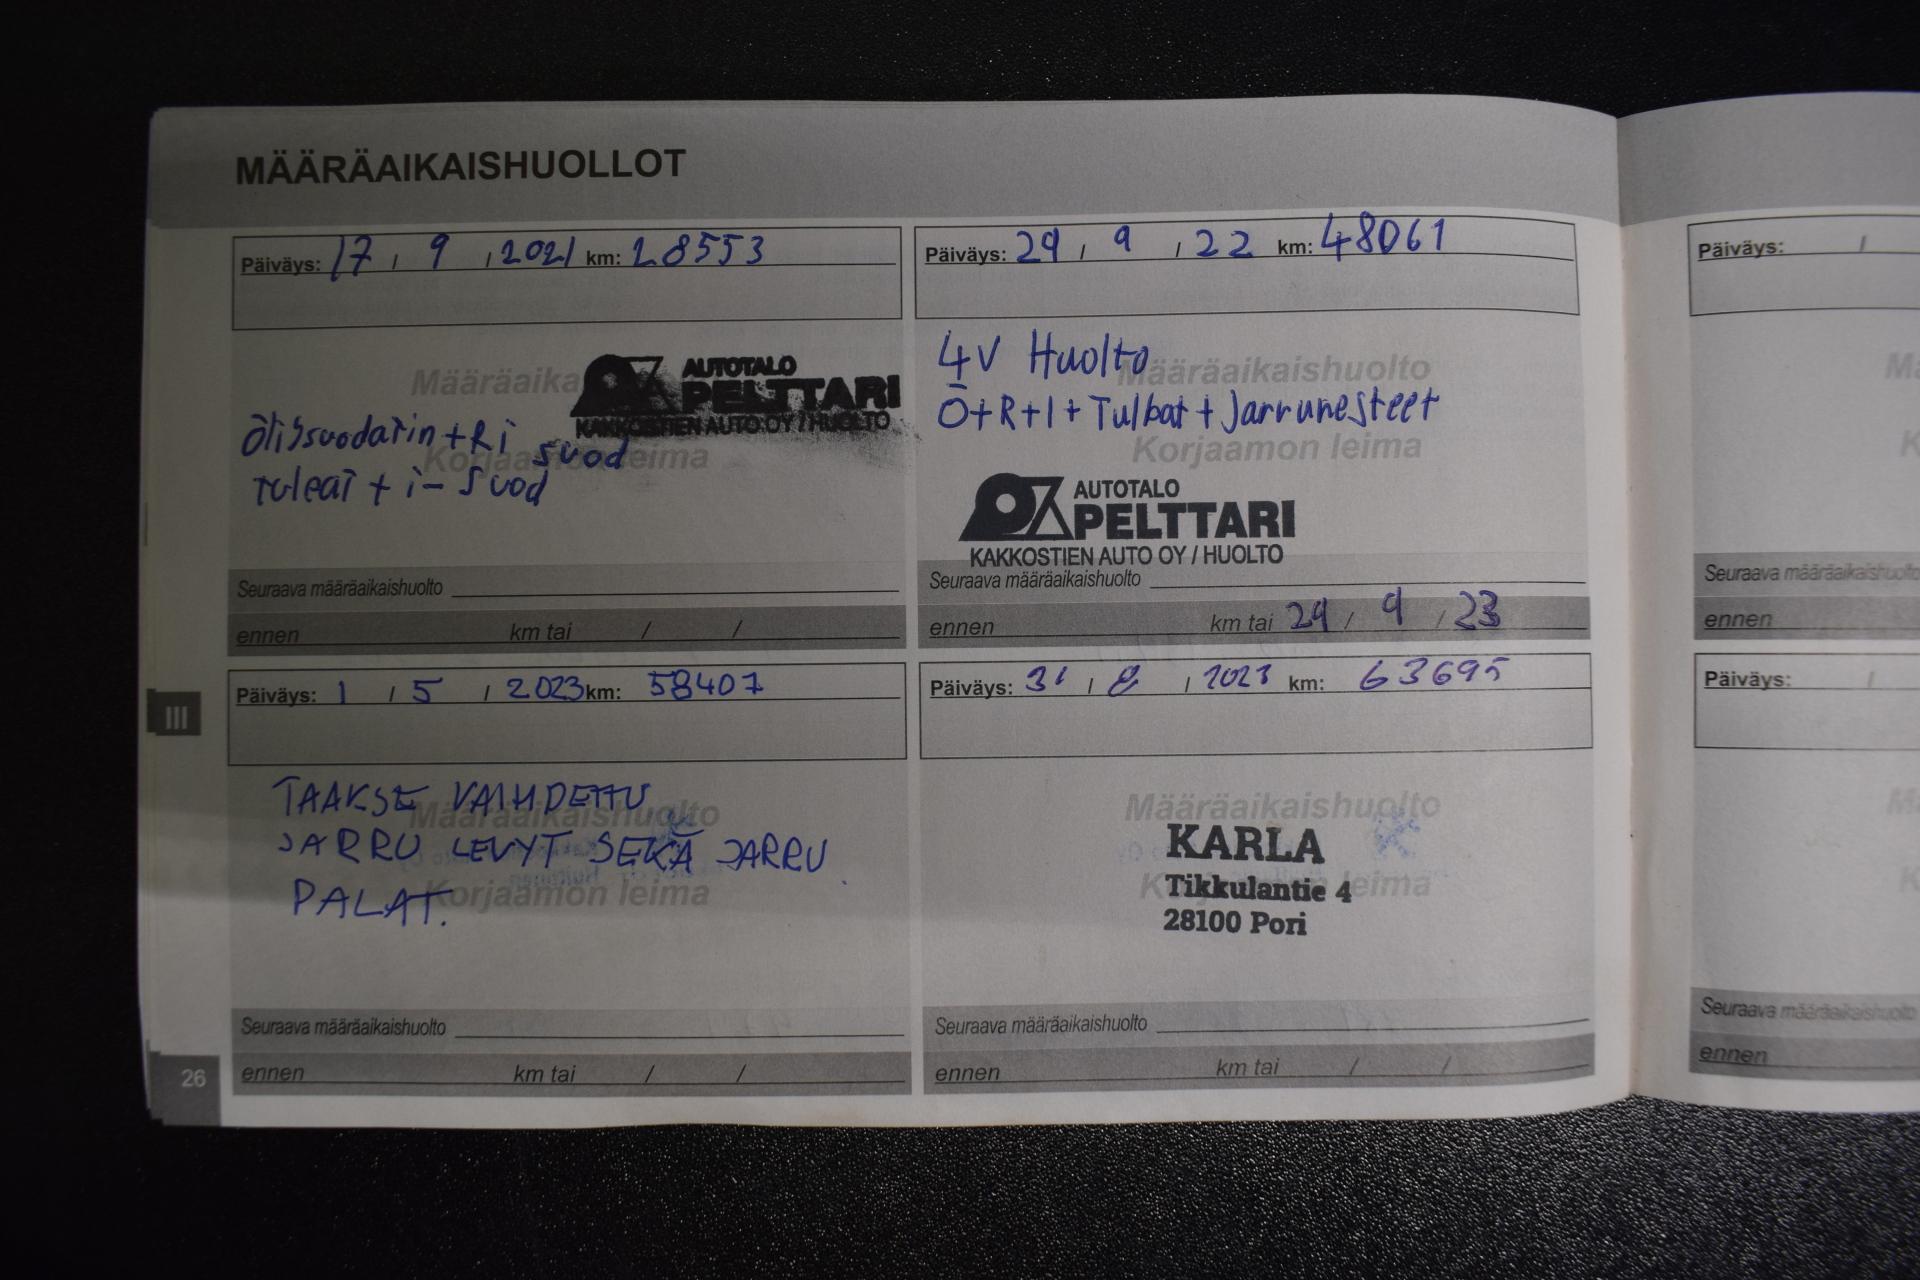 MÄÄRÄAIKAISHUOLLOT
Päiväys: 17 / 9 / 2021 km: 28553
Määräaika
AUTOTALO
PELTTARI
KAKKOSTIEN AUTO OY / HUOLTO
+ Ri suod
Korjaamon leima
+ i-suod
Seuraava määräaikaishuolto
ennen km tai / /
Päiväys: 29 / 9 / 22 km: 48061
4V Huolto
Määräaikaishuolto
Ö+R+I+Tulpat+Jarrunesteet
Korjaamon leima
AUTOTALO
PELTTARI
KAKKOSTIEN AUTO OY / HUOLTO
Seuraava määräaikaishuolto
ennen km tai 29 / 9 / 23
Päiväys: 1 / 5 / 2023 km: 58407
TAAKSE VAIHDETTU
Määräaikaishuolto
JARRU LEVYT SEKÄ JARRU
PALAT.
Korjaamon leima
Seuraava määräaikaishuolto
ennen km tai / /
Päiväys: 31 / 8 / 2023 km: 63695
Määräaikaishuolto
KARLA
Korjaamon leima
Tikkulantie 4
28100 Pori
Seuraava määräaikaishuolto
ennen km tai / /
III
26
Päiväys: /
Seuraava määräaikaishuolto
ennen
Päiväys: /
Seuraava määräaikaishuolto
ennen